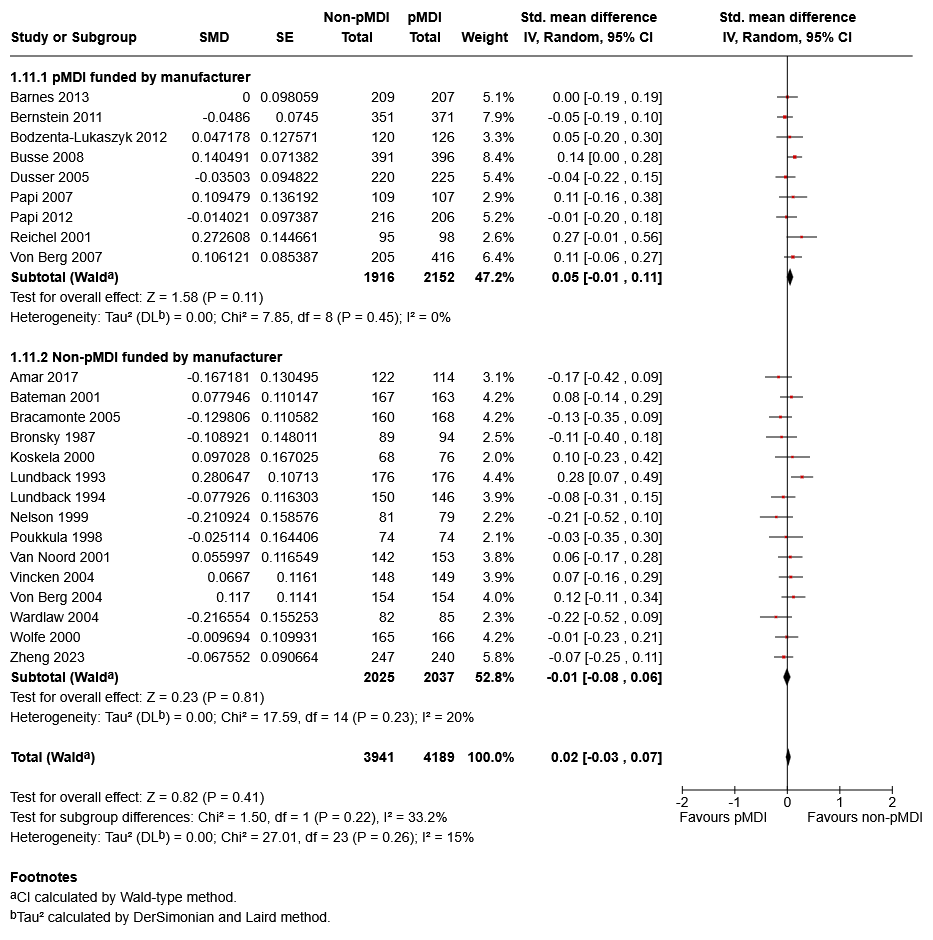 Non-pMDI pMDI Std. mean difference Std. mean difference
Study or Subgroup SMD SE Total Total Weight IV, Random, 95% CI IV, Random, 95% CI
1.11.1 pMDI funded by manufacturer
Barnes 2013 0 0.098059 209 207 5.1% 0.00 [-0.19 , 0.19]
Bernstein 2011 -0.0486 0.0745 351 371 7.9% -0.05 [-0.19 , 0.10]
Bodzenta-Lukaszyk 2012 0.047178 0.127571 120 126 3.3% 0.05 [-0.20 , 0.30]
Busse 2008 0.140491 0.071382 391 396 8.4% 0.14 [0.00 , 0.28]
Dusser 2005 -0.03503 0.094822 220 225 5.4% -0.04 [-0.22 , 0.15]
Papi 2007 0.109479 0.136192 109 107 2.9% 0.11 [-0.16 , 0.38]
Papi 2012 -0.014021 0.097387 216 206 5.1% -0.01 [-0.20 , 0.18]
Reichel 2001 0.272608 0.144661 95 98 2.6% 0.27 [-0.01 , 0.56]
Von Berg 2007 0.106121 0.085387 205 416 6.4% 0.11 [-0.06 , 0.27]
Subtotal (Waldᵃ) 1916 2152 47.2% 0.05 [-0.01 , 0.11]
Test for overall effect: Z = 1.58 (P = 0.11)
Heterogeneity: Tau² (DLᵇ) = 0.00; Chi² = 7.85, df = 8 (P = 0.45); I² = 0%
1.11.2 Non-pMDI funded by manufacturer
Amar 2017 -0.167181 0.130495 122 114 3.1% -0.17 [-0.42 , 0.09]
Bateman 2001 0.077946 0.110147 167 163 4.2% 0.08 [-0.14 , 0.29]
Bracamonte 2005 -0.129806 0.110582 160 168 4.2% -0.13 [-0.35 , 0.09]
Bronsky 1987 -0.108921 0.148011 89 94 2.5% -0.11 [-0.40 , 0.18]
Koskela 2000 0.097028 0.167025 68 76 2.0% 0.10 [-0.23 , 0.42]
Lundback 1993 0.280647 0.10713 176 176 4.4% 0.28 [0.07 , 0.49]
Lundback 1994 -0.077926 0.116303 150 146 3.8% -0.08 [-0.31 , 0.15]
Nelson 1999 -0.210924 0.158576 81 79 2.2% -0.21 [-0.52 , 0.10]
Poukkula 1998 -0.025114 0.164406 74 74 2.1% -0.03 [-0.35 , 0.30]
Van Noord 2001 0.055997 0.116549 142 153 3.8% 0.06 [-0.17 , 0.28]
Vincken 2004 0.0667 0.1161 148 149 3.9% 0.07 [-0.16 , 0.29]
Von Berg 2004 0.117 0.1141 154 154 4.0% 0.12 [-0.11 , 0.34]
Wardlaw 2004 -0.216554 0.155253 82 85 2.3% -0.22 [-0.52 , 0.09]
Wolfe 2000 -0.009694 0.109931 165 166 4.2% -0.01 [-0.23 , 0.21]
Zheng 2023 -0.067552 0.090664 247 240 5.8% -0.07 [-0.25 , 0.11]
Subtotal (Waldᵃ) 2025 2037 52.8% -0.01 [-0.08 , 0.06]
Test for overall effect: Z = 0.23 (P = 0.81)
Heterogeneity: Tau² (DLᵇ) = 0.00; Chi² = 17.59, df = 14 (P = 0.23); I² = 20%
Total (Waldᵃ) 3941 4189 100.0% 0.02 [-0.03 , 0.07]
Test for overall effect: Z = 0.82 (P = 0.41)
Test for subgroup differences: Chi² = 1.50, df = 1 (P = 0.22), I² = 33.2%
Heterogeneity: Tau² (DLᵇ) = 0.00; Chi² = 27.01, df = 23 (P = 0.26); I² = 15%
-2 -1 0 1 2
Favours pMDI Favours non-pMDI
Footnotes
ᵃCI calculated by Wald-type method.
ᵇTau² calculated by DerSimonian and Laird method.